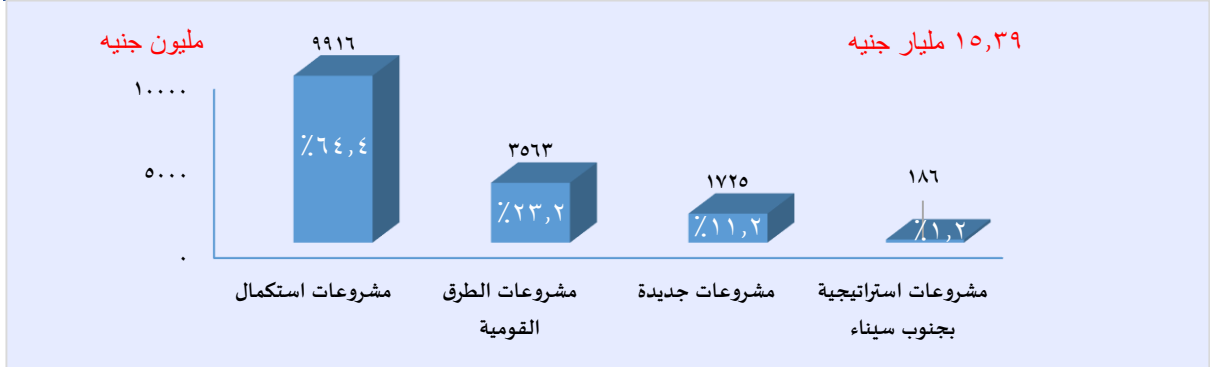 ١٥,٣٩ مليار جنيه
مليون جنيه
٩٩١٦
٣٥٦٣
١٧٢٥
١٨٦
١٠٠٠٠
٥٠٠٠
٠
٪٦٤,٤
٪٢٣,٢
٪١١,٢
٪١,٢
مشروعات استكمال
مشروعات الطرق
القومية
مشروعات جديدة
مشروعات استراتيجية
بجنوب سيناء